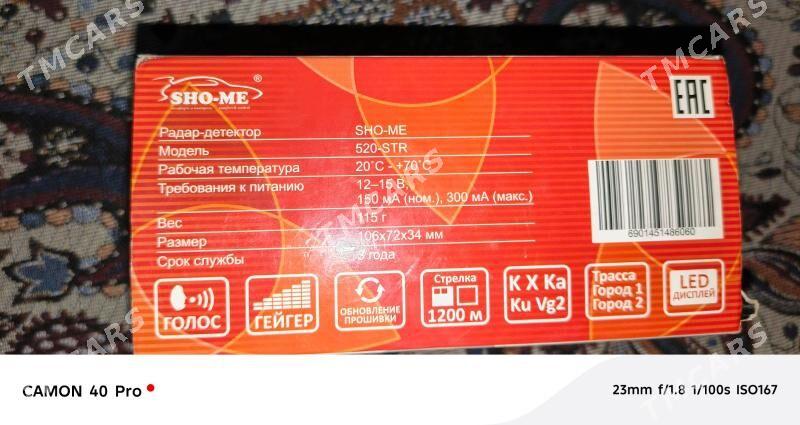 SHO-ME ®
EAC
Радар-детектор SHO-ME
Модель 520-STR
Рабочая температура 20°C - +70°C
Требования к питанию 12–15 В,
150 мА (ном.), 300 мА (макс.)
Вес 115 г
Размер 106x72x34 мм
Срок службы 3 года
6901451486060
ГОЛОС
ГЕЙГЕР
ОБНОВЛЕНИЕ
ПРОШИВКИ
Стрелка
1200 м
K X Ka
Ku Vg2
Трасса
Город 1
Город 2
LED
ДИСПЛЕЙ
CAMON 40 Pro
23mm f/1.8 1/100s ISO167
TMCARS
TMCARS
TMCARS
TMCARS
TMCARS
TMCARS